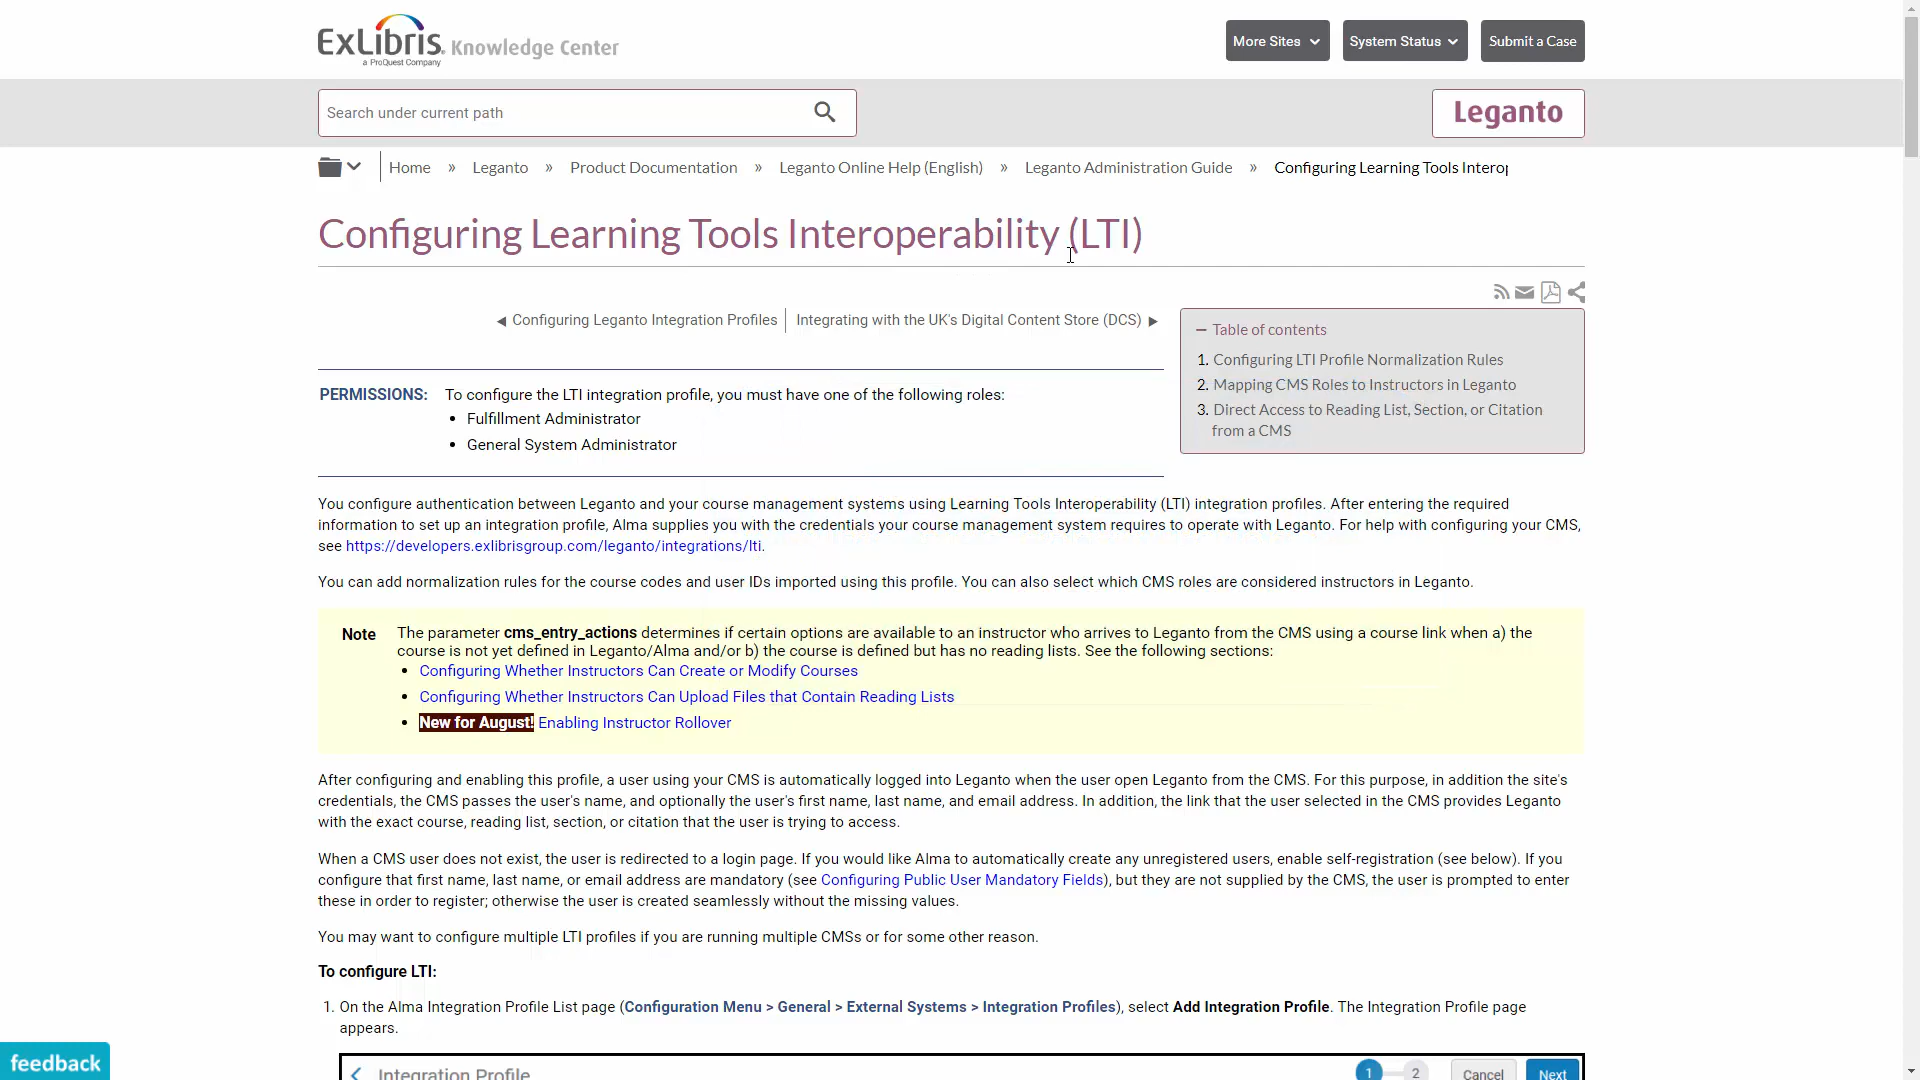 ExLibris Knowledge Center
a ProQuest Company
More Sites
System Status
Submit a Case
Search under current path
Leganto
Home » Leganto » Product Documentation » Leganto Online Help (English) » Leganto Administration Guide » Configuring Learning Tools Interop
Configuring Learning Tools Interoperability (LTI)
◀ Configuring Leganto Integration Profiles | Integrating with the UK's Digital Content Store (DCS) ▶
Table of contents
1. Configuring LTI Profile Normalization Rules
2. Mapping CMS Roles to Instructors in Leganto
3. Direct Access to Reading List, Section, or Citation
from a CMS
PERMISSIONS: To configure the LTI integration profile, you must have one of the following roles:
• Fulfillment Administrator
• General System Administrator
You configure authentication between Leganto and your course management systems using Learning Tools Interoperability (LTI) integration profiles. After entering the required
information to set up an integration profile, Alma supplies you with the credentials your course management system requires to operate with Leganto. For help with configuring your CMS,
see https://developers.exlibrisgroup.com/leganto/integrations/lti.
You can add normalization rules for the course codes and user IDs imported using this profile. You can also select which CMS roles are considered instructors in Leganto.
Note The parameter cms_entry_actions determines if certain options are available to an instructor who arrives to Leganto from the CMS using a course link when a) the
course is not yet defined in Leganto/Alma and/or b) the course is defined but has no reading lists. See the following sections:
• Configuring Whether Instructors Can Create or Modify Courses
• Configuring Whether Instructors Can Upload Files that Contain Reading Lists
• New for August! Enabling Instructor Rollover
After configuring and enabling this profile, a user using your CMS is automatically logged into Leganto when the user open Leganto from the CMS. For this purpose, in addition the site's
credentials, the CMS passes the user's name, and optionally the user's first name, last name, and email address. In addition, the link that the user selected in the CMS provides Leganto
with the exact course, reading list, section, or citation that the user is trying to access.
When a CMS user does not exist, the user is redirected to a login page. If you would like Alma to automatically create any unregistered users, enable self-registration (see below). If you
configure that first name, last name, or email address are mandatory (see Configuring Public User Mandatory Fields), but they are not supplied by the CMS, the user is prompted to enter
these in order to register; otherwise the user is created seamlessly without the missing values.
You may want to configure multiple LTI profiles if you are running multiple CMSs or for some other reason.
To configure LTI:
1. On the Alma Integration Profile List page (Configuration Menu > General > External Systems > Integration Profiles), select Add Integration Profile. The Integration Profile page
appears.
Integration Profile 1 2 Cancel Next
feedback